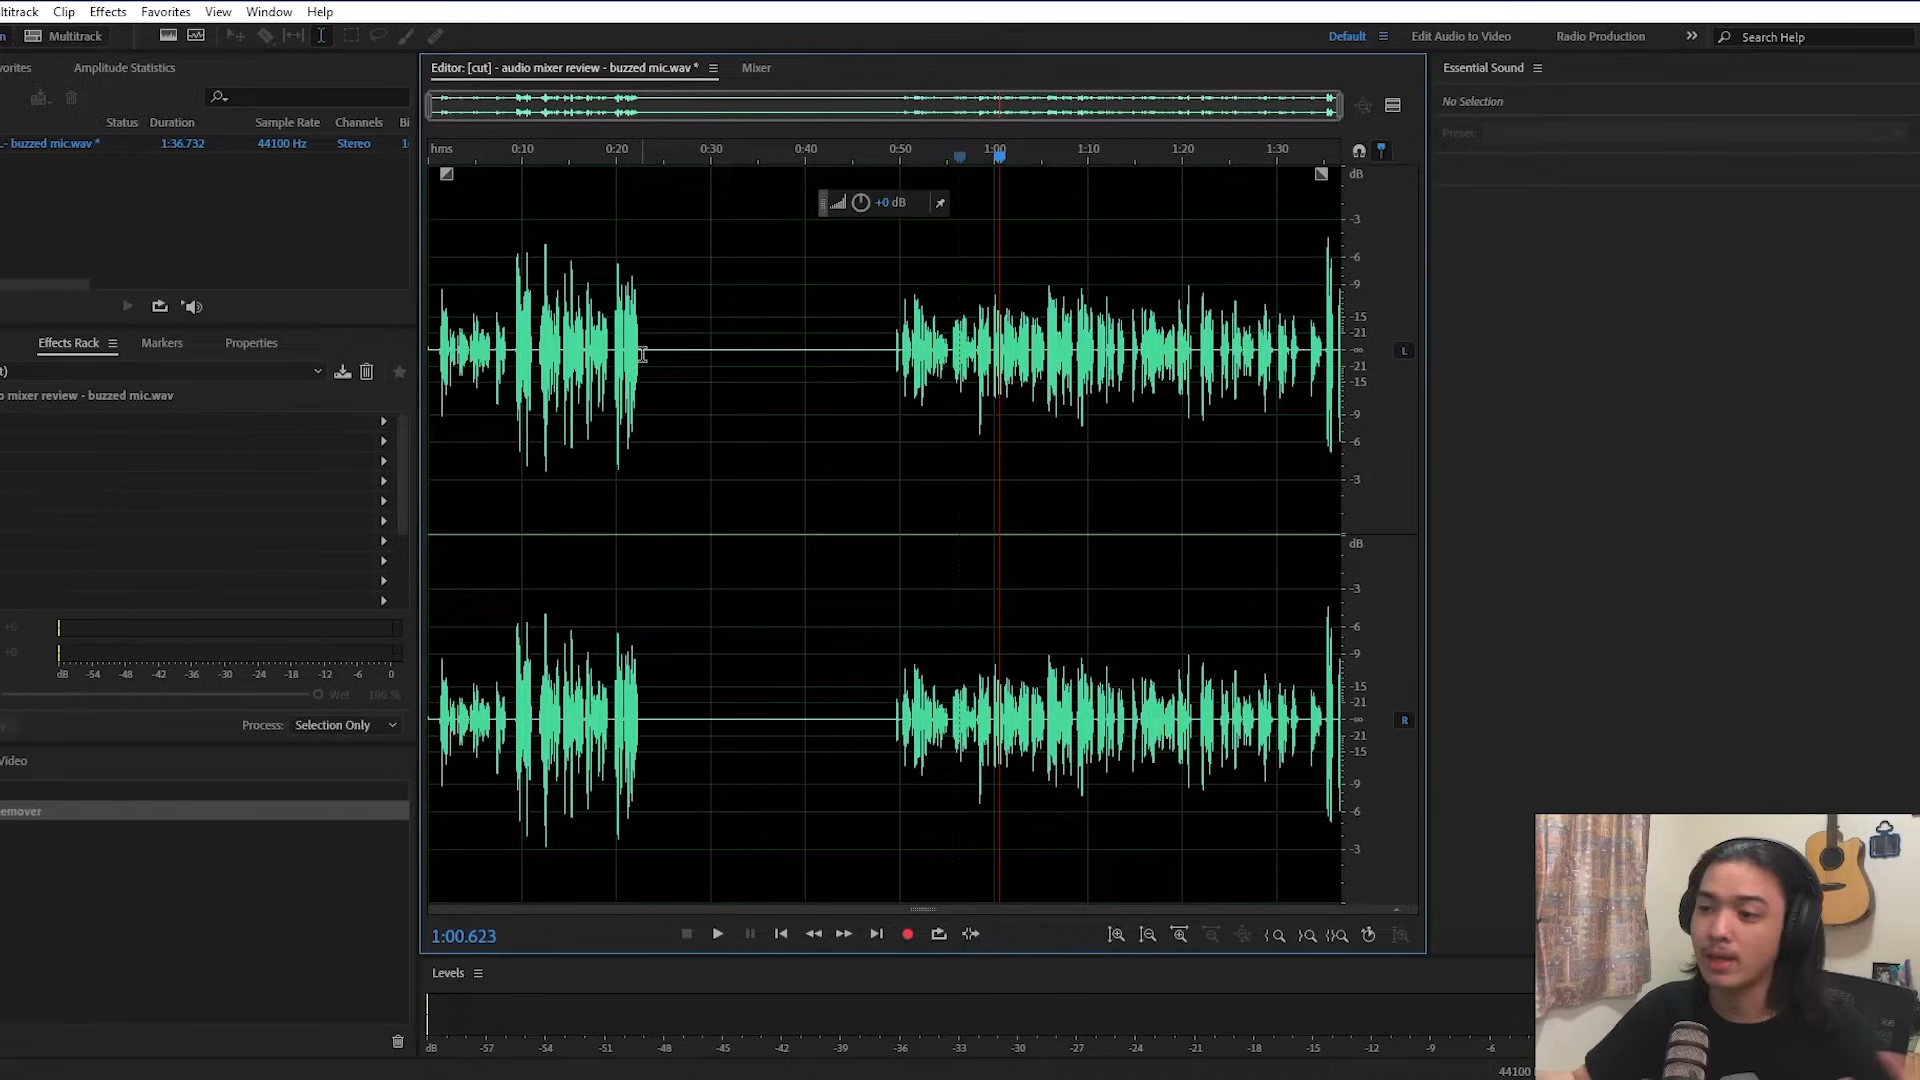 ltitrack Clip Effects Favorites View Window Help
Multitrack
Default Edit Audio to Video Radio Production Search Help
vorites Amplitude Statistics
Editor: [cut] - audio mixer review - buzzed mic.wav * Mixer
Essential Sound
No Selection
Preset:
Status Duration Sample Rate Channels Bi
- buzzed mic.wav * 1:36.732 44100 Hz Stereo 1
hms 0:10 0:20 0:30 0:40 0:50 1:00 1:10 1:20 1:30
dB
+0 dB
-3
-6
-9
-15
-21
-∞
-21
-15
-9
-6
-3
L
dB
-3
-6
-9
-15
-21
-∞
-21
-15
-9
-6
-3
R
Effects Rack Markers Properties
t)
o mixer review - buzzed mic.wav
+0
+0
dB -54 -48 -42 -36 -30 -24 -18 -12 -6 0
Wet 100 %
Process: Selection Only
Video
emover
1:00.623
Levels
dB -57 -54 -51 -48 -45 -42 -39 -36 -33 -30 -27 -24 -21 -18 -15 -12 -9 -6
44100